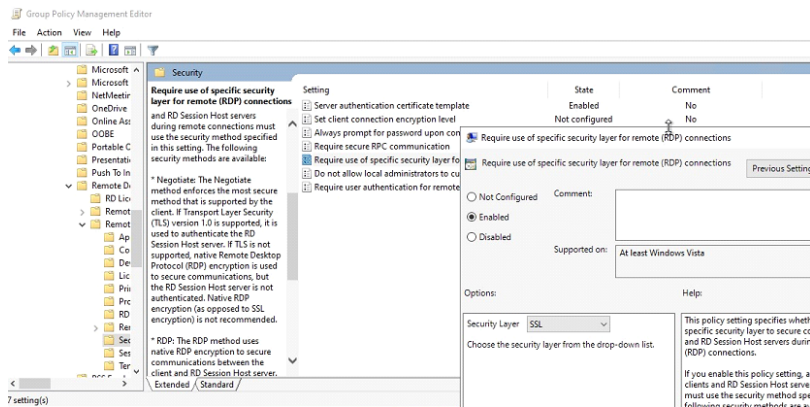 Group Policy Management Editor
File Action View Help
Microsoft
Microsoft
NetMeetin
OneDrive
Online Ass
OOBE
Portable C
Presentati
Push To In
Remote De
RD Lic
Remot
Remot
Ap
Co
De
Lic
Prin
Pro
RD
Re
Sec
Ses
Ter
Security
Require use of specific security
layer for remote (RDP) connections
and RD Session Host servers
during remote connections must
use the security method specified
in this setting. The following
security methods are available:
* Negotiate: The Negotiate
method enforces the most secure
method that is supported by the
client. If Transport Layer Security
(TLS) version 1.0 is supported, it is
used to authenticate the RD
Session Host server. If TLS is not
supported, native Remote Desktop
Protocol (RDP) encryption is used
to secure communications, but
the RD Session Host server is not
authenticated. Native RDP
encryption (as opposed to SSL
encryption) is not recommended.
* RDP: The RDP method uses
native RDP encryption to secure
communications between the
client and RD Session Host server.
Setting State Comment
Server authentication certificate template Enabled No
Set client connection encryption level Not configured No
Always prompt for password upon con
Require secure RPC communication
Require use of specific security layer fo
Do not allow local administrators to cu
Require user authentication for remote
Extended Standard
7 setting(s)
Require use of specific security layer for remote (RDP) connections
Require use of specific security layer for remote (RDP) connections
Previous Setting
Not Configured
Enabled
Disabled
Comment:
Supported on:
At least Windows Vista
Options:
Help:
Security Layer SSL
Choose the security layer from the drop-down list.
This policy setting specifies wheth
specific security layer to secure co
and RD Session Host servers durin
(RDP) connections.
If you enable this policy setting, a
clients and RD Session Host serve
must use the security method spe
following security methods are av